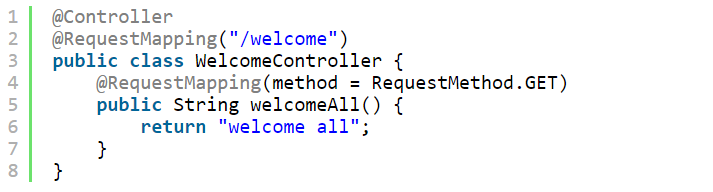 1 @Controller
2 @RequestMapping("/welcome")
3 public class WelcomeController {
4     @RequestMapping(method = RequestMethod.GET)
5     public String welcomeAll() {
6         return "welcome all";
7     }
8 }